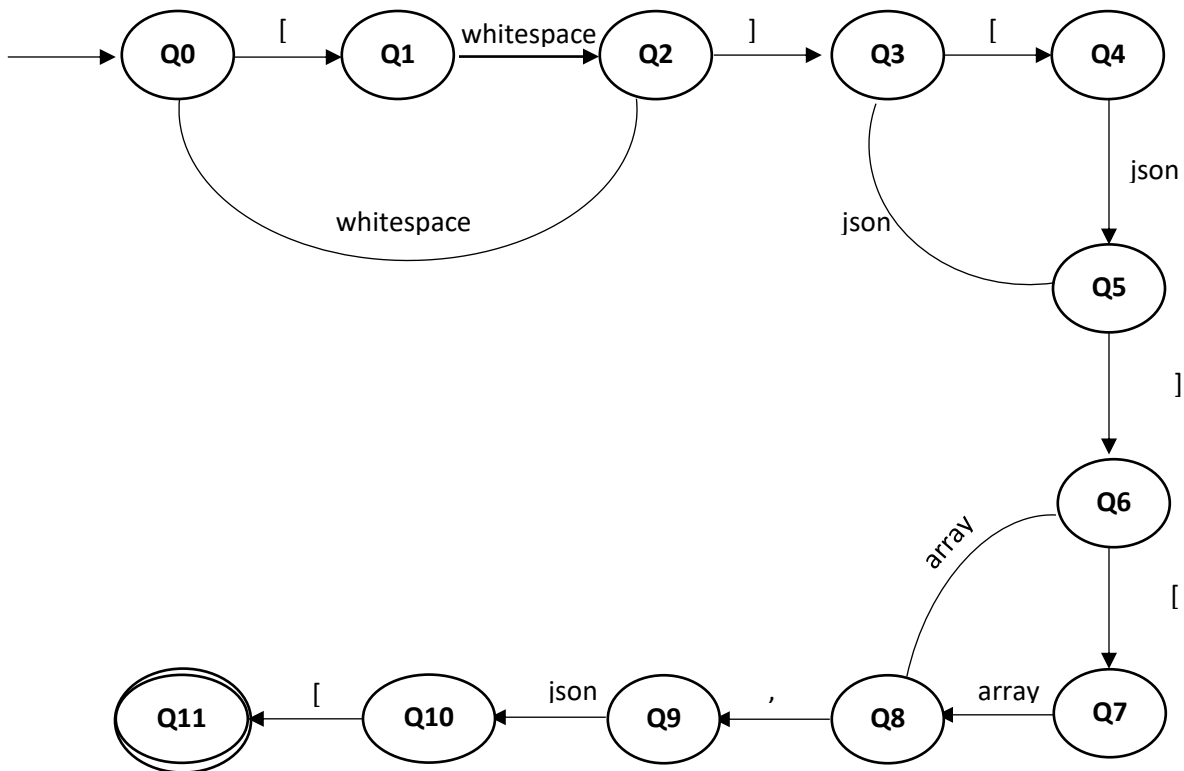 [ whitespace ] [
Q0 Q1 Q2 Q3 Q4
json
whitespace json
Q5
]
Q6
array
[
[ json , array
Q11 Q10 Q9 Q8 Q7